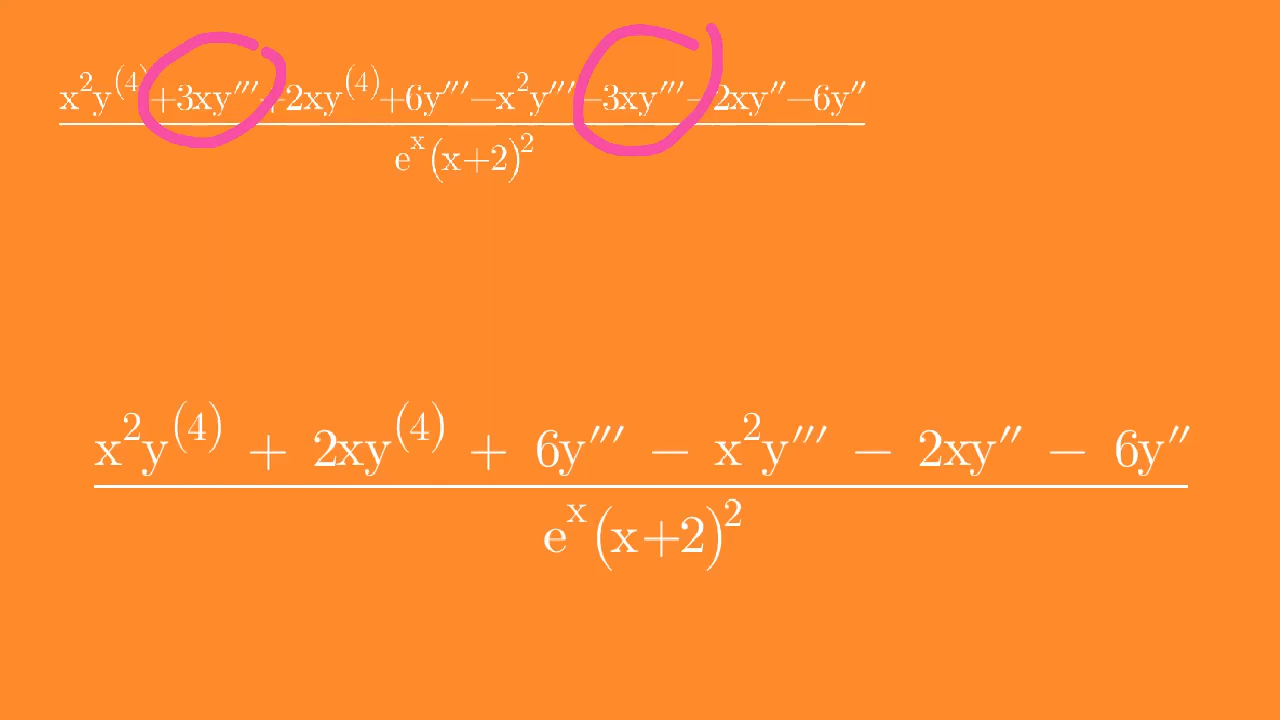 x²y⁽⁴⁾+3xy‴+2xy⁽⁴⁾+6y‴−x²y‴−3xy‴−2xy″−6y″
eˣ(x+2)²
x²y⁽⁴⁾ + 2xy⁽⁴⁾ + 6y‴ − x²y‴ − 2xy″ − 6y″
eˣ(x+2)²